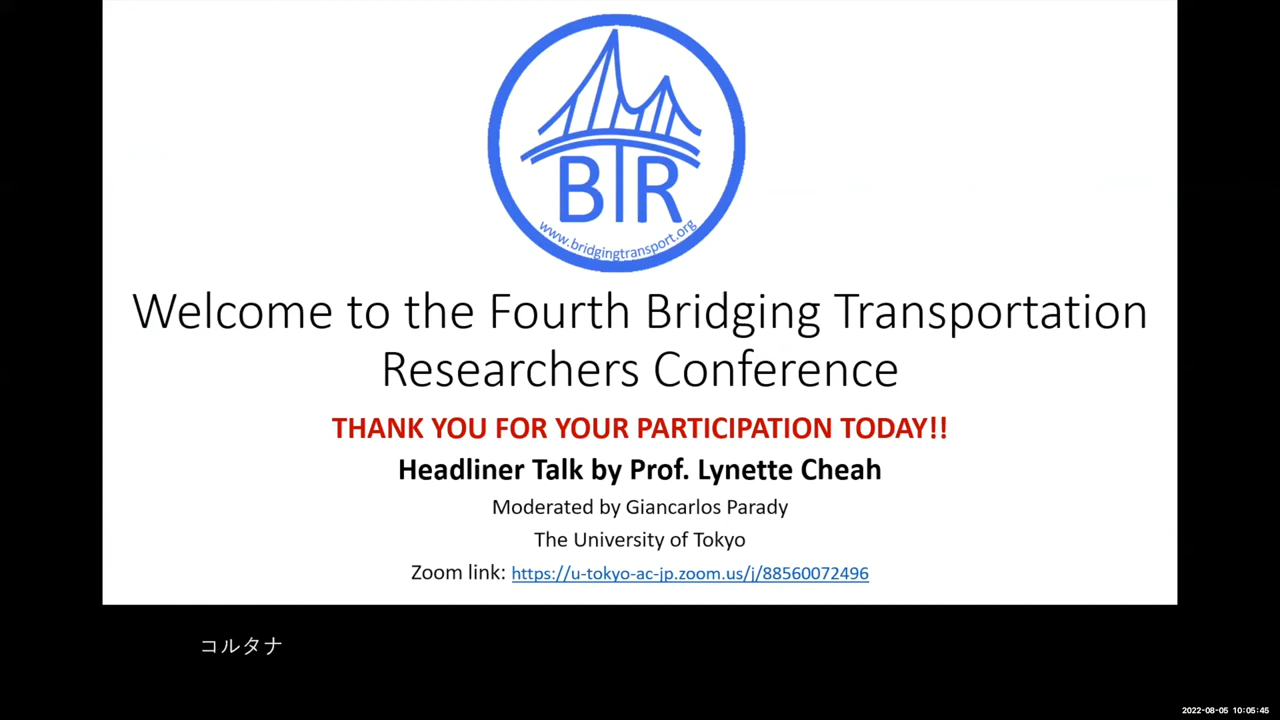 BTR
www.bridgingtransport.org
Welcome to the Fourth Bridging Transportation
Researchers Conference
THANK YOU FOR YOUR PARTICIPATION TODAY!!
Headliner Talk by Prof. Lynette Cheah
Moderated by Giancarlos Parady
The University of Tokyo
Zoom link: https://u-tokyo-ac-jp.zoom.us/j/88560072496
コルタナ
2022-08-05 10:05:45